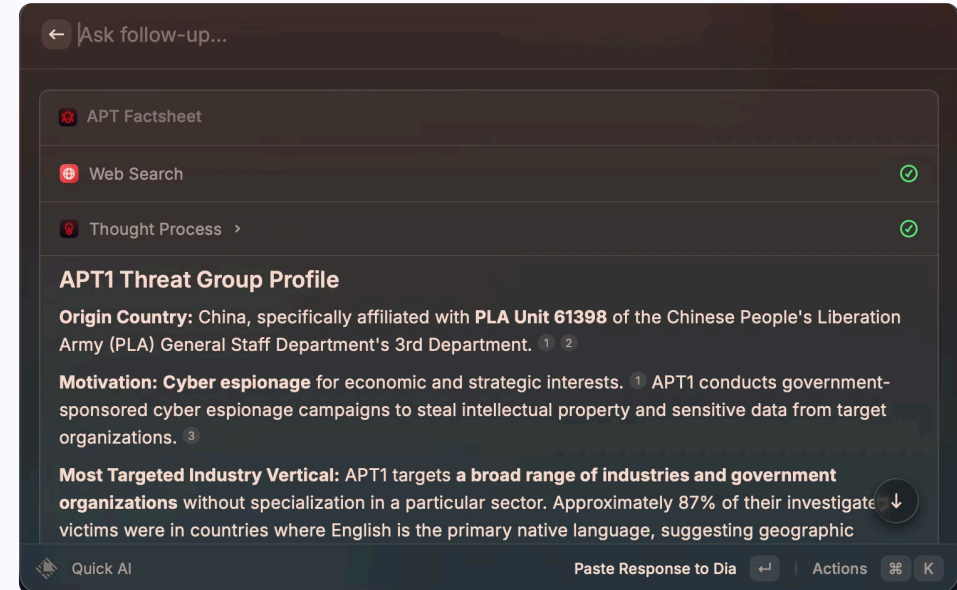 Ask follow-up...
APT Factsheet
Web Search
Thought Process
APT1 Threat Group Profile
Origin Country: China, specifically affiliated with PLA Unit 61398 of the Chinese People's Liberation
Army (PLA) General Staff Department's 3rd Department. 1 2
Motivation: Cyber espionage for economic and strategic interests. 1 APT1 conducts government-
sponsored cyber espionage campaigns to steal intellectual property and sensitive data from target
organizations. 3
Most Targeted Industry Vertical: APT1 targets a broad range of industries and government
organizations without specialization in a particular sector. Approximately 87% of their investigate
victims were in countries where English is the primary native language, suggesting geographic
Quick AI Paste Response to Dia ↵ Actions ⌘ K